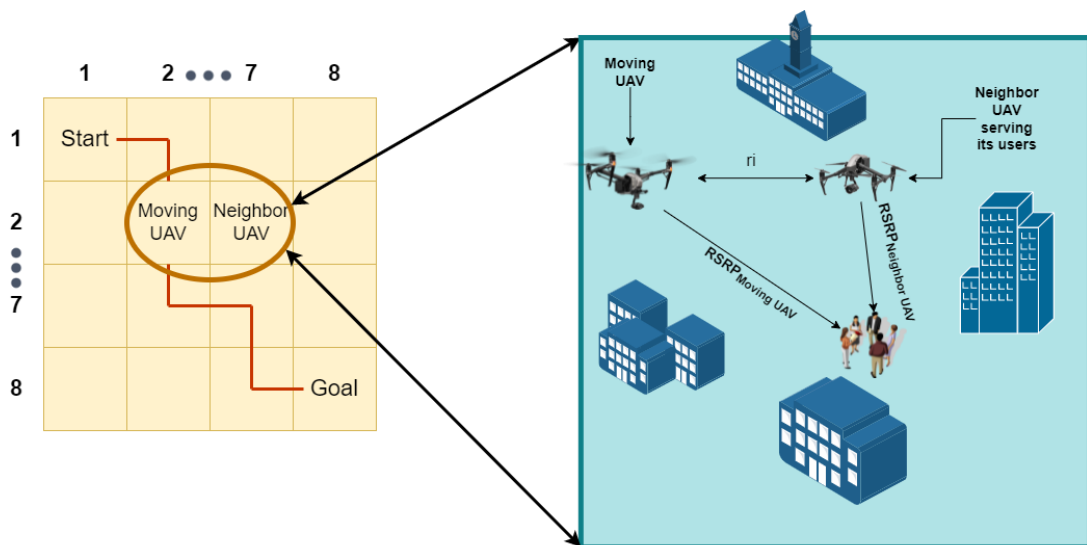 1 2 7 8
1
Start
2
Moving
UAV
Neighbor
UAV
7
8
Goal
Moving
UAV
Neighbor
UAV
serving
its users
ri
RSRP Moving UAV
RSRP Neighbor UAV